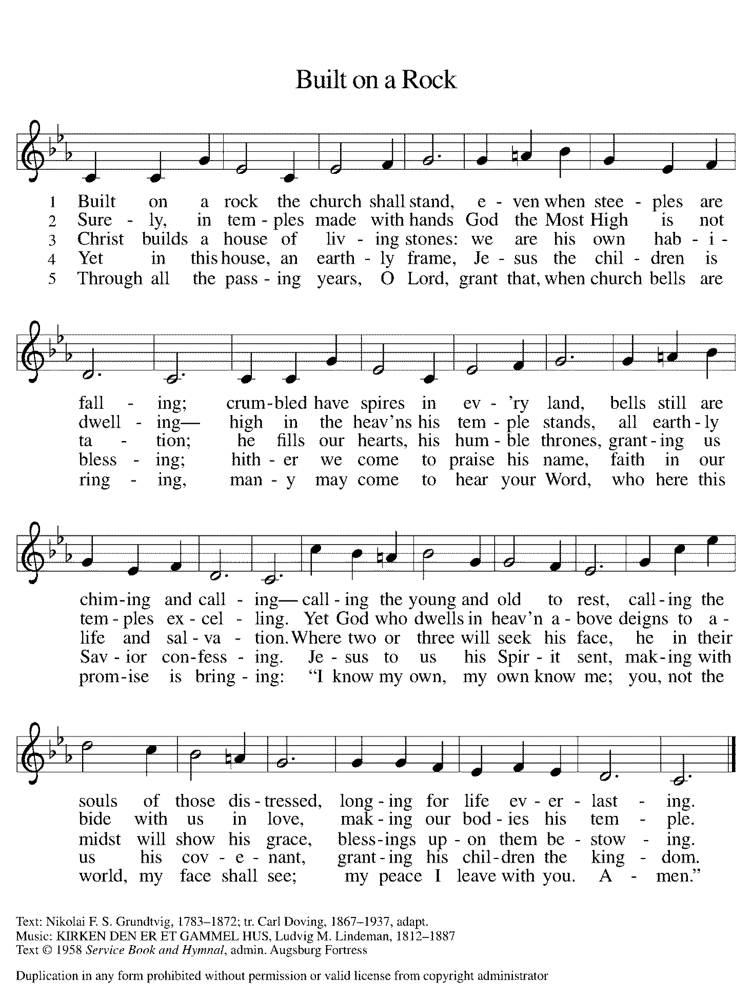 Built on a Rock
1 Built on a rock the church shall stand, e - ven when stee - ples are
2 Sure - ly, in tem - ples made with hands God the Most High is not
3 Christ builds a house of liv - ing stones: we are his own hab - i -
4 Yet in this house, an earth - ly frame, Je - sus the chil - dren is
5 Through all the pass - ing years, O Lord, grant that, when church bells are
fall - ing; crum - bled have spires in ev - 'ry land, bells still are
dwell - ing— high in the heav'ns his tem - ple stands, all earth - ly
ta - tion; he fills our hearts, his hum - ble thrones, grant - ing us
bless - ing; hith - er we come to praise his name, faith in our
ring - ing, man - y may come to hear your Word, who here this
chim - ing and call - ing— call - ing the young and old to rest, call - ing the
tem - ples ex - cel - ling. Yet God who dwells in heav'n a - bove deigns to a -
life and sal - va - tion. Where two or three will seek his face, he in their
Sav - ior con - fess - ing. Je - sus to us his Spir - it sent, mak - ing with
prom - ise is bring - ing: “I know my own, my own know me; you, not the
souls of those dis - tressed, long - ing for life ev - er - last - ing.
bide with us in love, mak - ing our bod - ies his tem - ple.
midst will show his grace, bless - ings up - on them be - stow - ing.
us his cov - e - nant, grant - ing his chil - dren the king - dom.
world, my face shall see; my peace I leave with you. A - men.”
Text: Nikolai F. S. Grundtvig, 1783–1872; tr. Carl Doving, 1867–1937, adapt.
Music: KIRKEN DEN ER ET GAMMEL HUS, Ludvig M. Lindeman, 1812–1887
Text © 1958 Service Book and Hymnal, admin. Augsburg Fortress
Duplication in any form prohibited without permission or valid license from copyright administrator